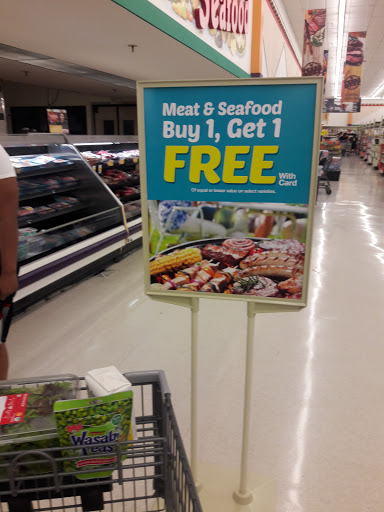 Seafood
Meat & Seafood
Buy 1, Get 1
FREE With Card
Of equal or lesser value on select varieties.
Wasabi
Peas